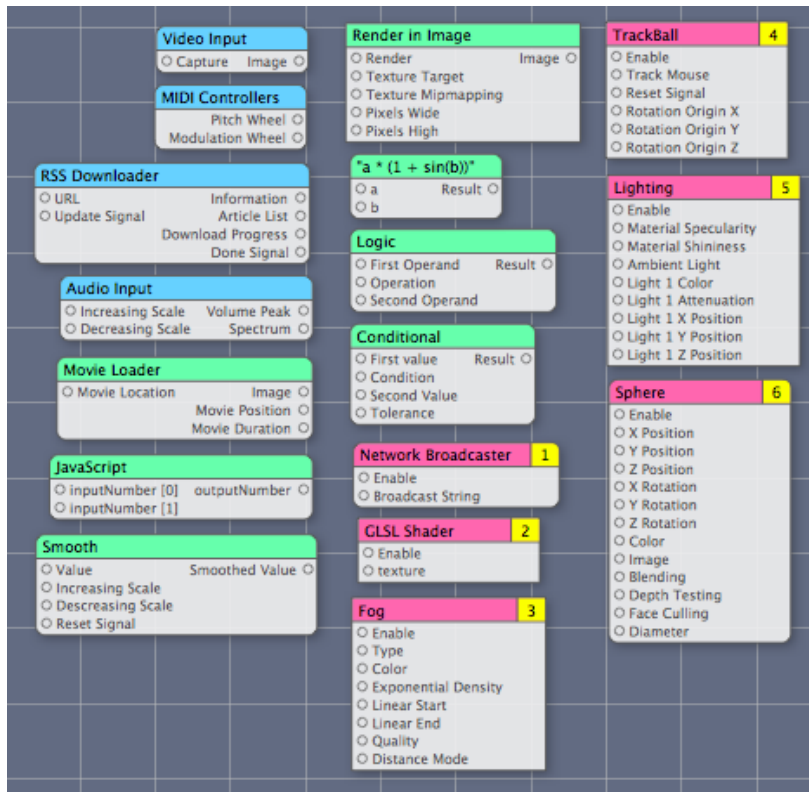 Video Input
Capture Image
MIDI Controllers
Pitch Wheel
Modulation Wheel
RSS Downloader
URL Information
Update Signal Article List
Download Progress
Done Signal
Audio Input
Increasing Scale Volume Peak
Decreasing Scale Spectrum
Movie Loader
Movie Location Image
Movie Position
Movie Duration
JavaScript
inputNumber [0] outputNumber
inputNumber [1]
Smooth
Value Smoothed Value
Increasing Scale
Descreasing Scale
Reset Signal
Render in Image
Render Image
Texture Target
Texture Mipmapping
Pixels Wide
Pixels High
"a * (1 + sin(b))"
a Result
b
Logic
First Operand Result
Operation
Second Operand
Conditional
First value Result
Condition
Second Value
Tolerance
Network Broadcaster 1
Enable
Broadcast String
GLSL Shader 2
Enable
texture
Fog 3
Enable
Type
Color
Exponential Density
Linear Start
Linear End
Quality
Distance Mode
TrackBall 4
Enable
Track Mouse
Reset Signal
Rotation Origin X
Rotation Origin Y
Rotation Origin Z
Lighting 5
Enable
Material Specularity
Material Shininess
Ambient Light
Light 1 Color
Light 1 Attenuation
Light 1 X Position
Light 1 Y Position
Light 1 Z Position
Sphere 6
Enable
X Position
Y Position
Z Position
X Rotation
Y Rotation
Z Rotation
Color
Image
Blending
Depth Testing
Face Culling
Diameter